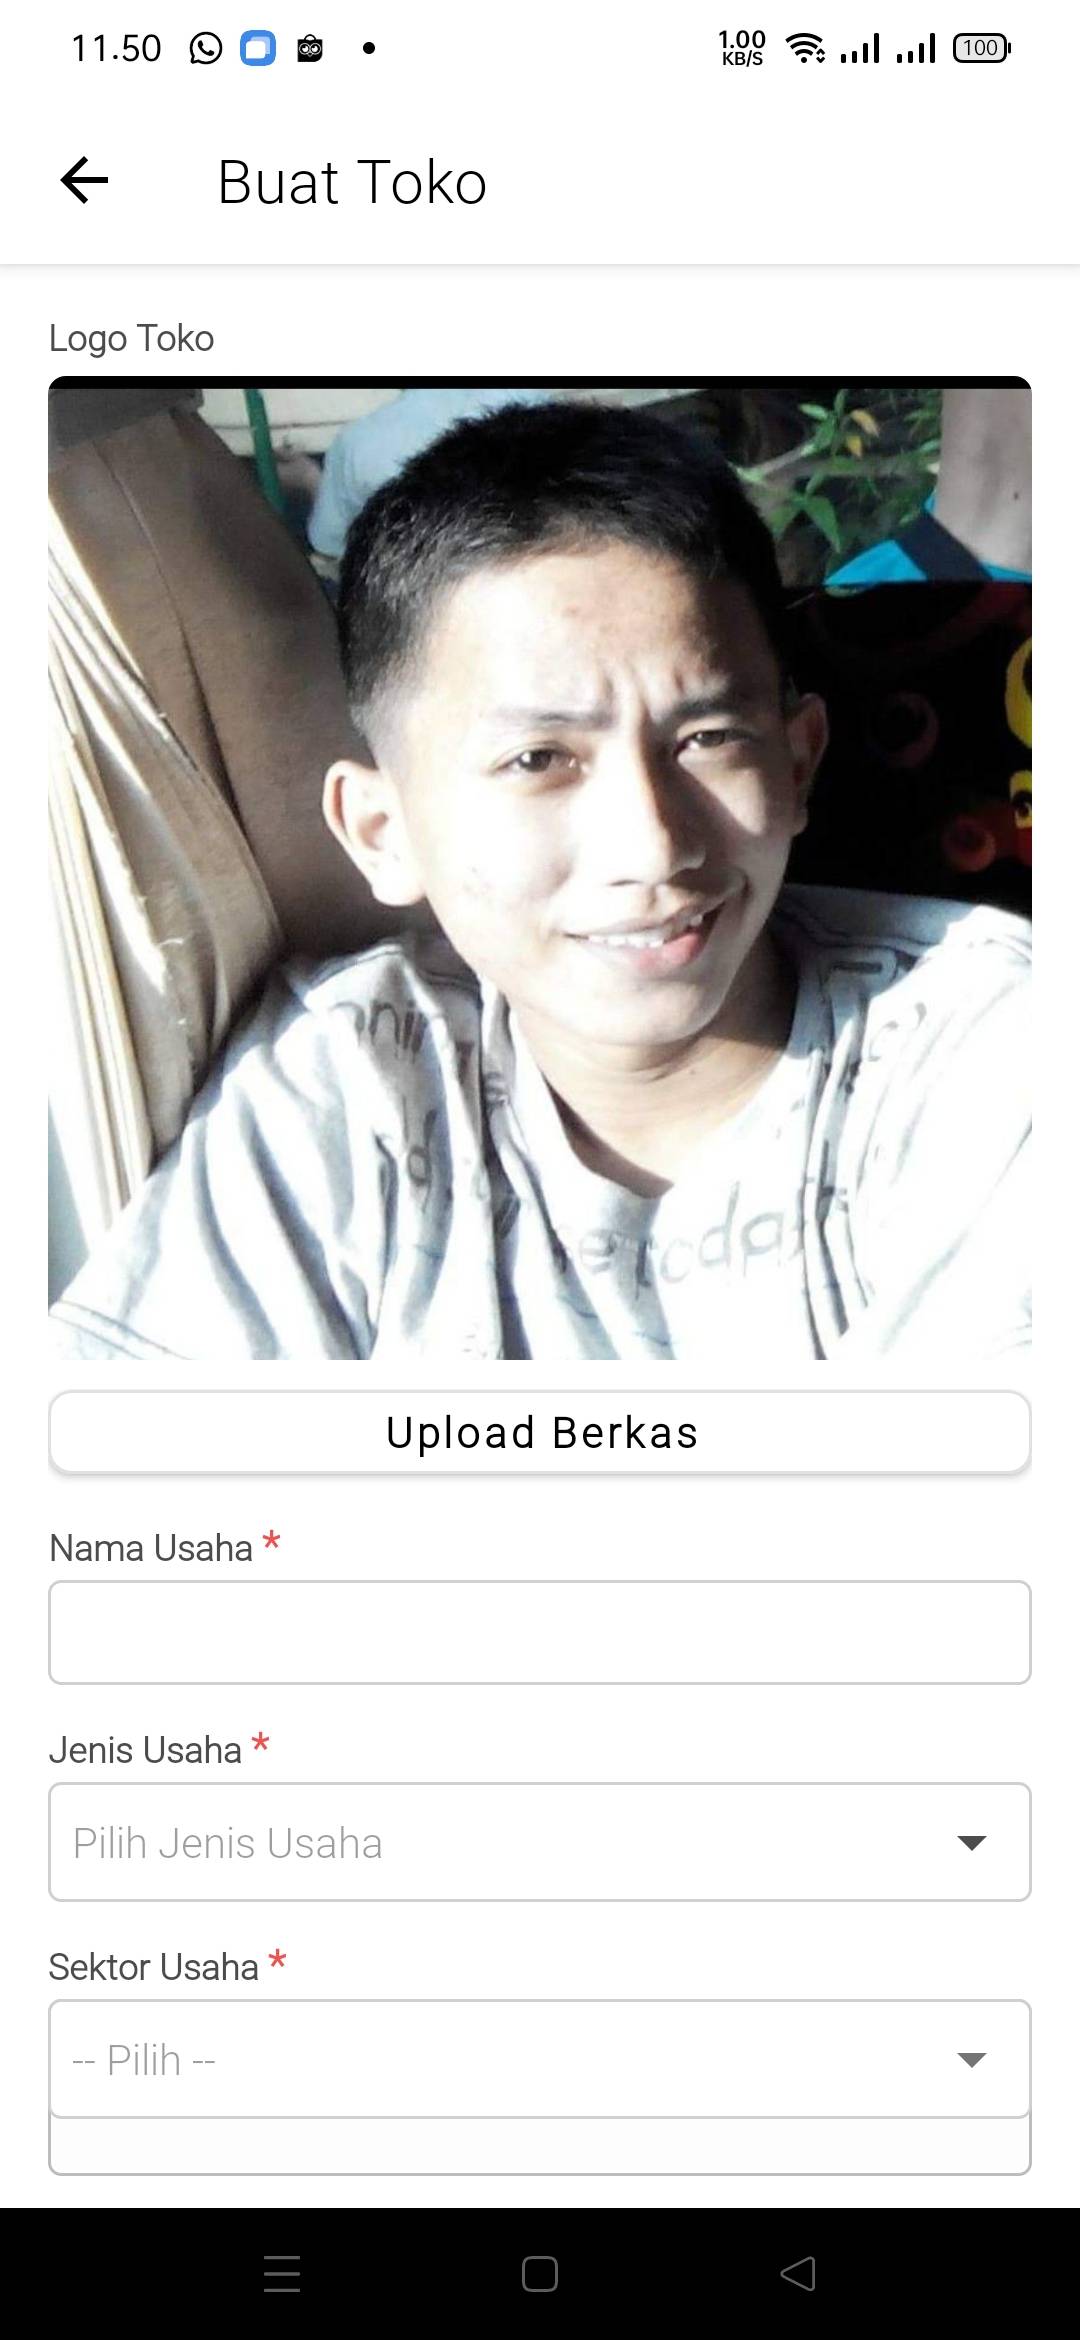 11.50
1.00
KB/S
100
Buat Toko
Logo Toko
Upload Berkas
Nama Usaha *
Jenis Usaha *
Pilih Jenis Usaha
Sektor Usaha *
-- Pilih --